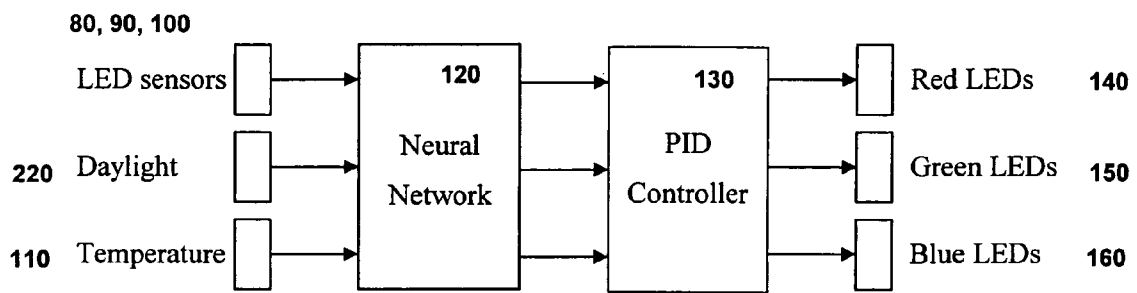 80, 90, 100
LED sensors
120
130
Red LEDs
140
220
Daylight
Neural
Network
PID
Controller
Green LEDs
150
110
Temperature
Blue LEDs
160